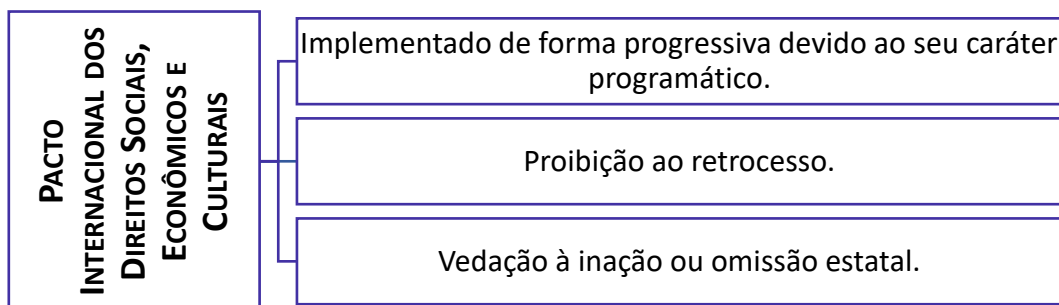 PACTO
INTERNACIONAL DOS
DIREITOS SOCIAIS,
ECONÔMICOS E
CULTURAIS
Implementado de forma progressiva devido ao seu caráter
programático.
Proibição ao retrocesso.
Vedação à inação ou omissão estatal.